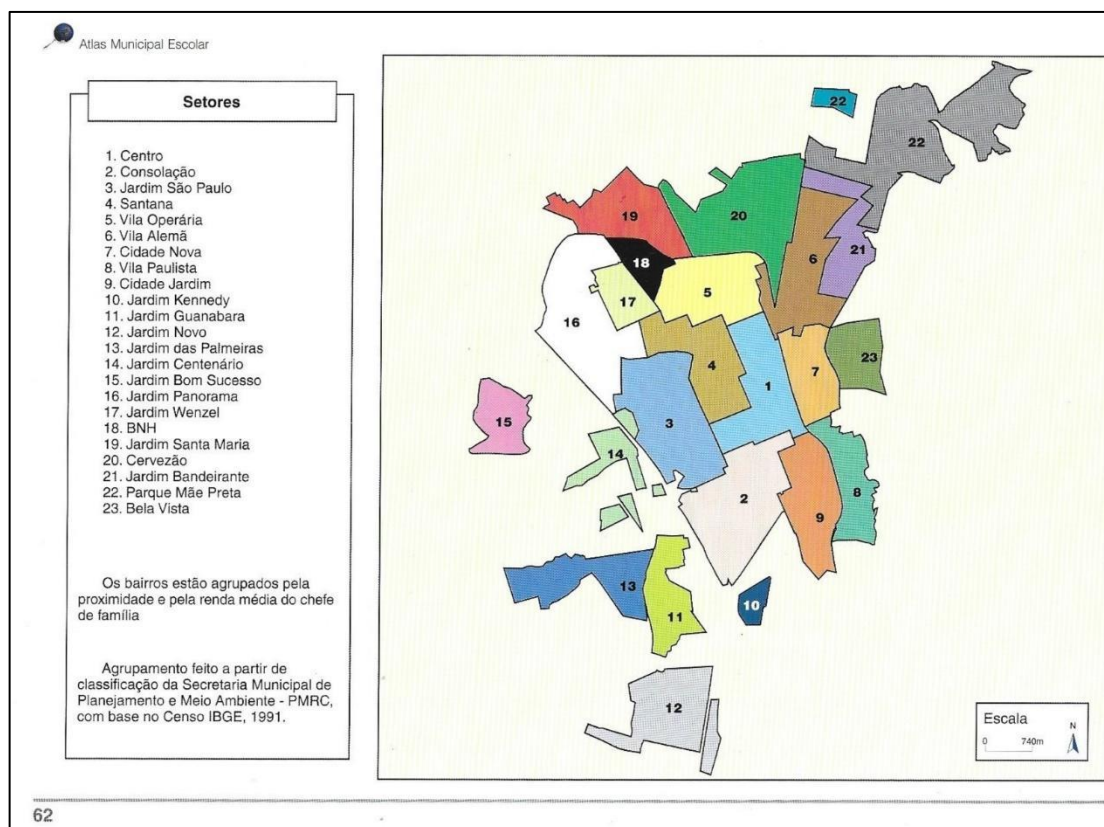 Atlas Municipal Escolar
Setores
1. Centro
2. Consolação
3. Jardim São Paulo
4. Santana
5. Vila Operária
6. Vila Alemã
7. Cidade Nova
8. Vila Paulista
9. Cidade Jardim
10. Jardim Kennedy
11. Jardim Guanabara
12. Jardim Novo
13. Jardim das Palmeiras
14. Jardim Centenário
15. Jardim Bom Sucesso
16. Jardim Panorama
17. Jardim Wenzel
18. BNH
19. Jardim Santa Maria
20. Cervezão
21. Jardim Bandeirante
22. Parque Mãe Preta
23. Bela Vista
Os bairros estão agrupados pela
proximidade e pela renda média do chefe
de família
Agrupamento feito a partir de
classificação da Secretaria Municipal de
Planejamento e Meio Ambiente - PMRC,
com base no Censo IBGE, 1991.
22
22
19
20
21
18
6
17
5
16
23
4
7
1
15
3
14
2
8
9
13
10
11
12
Escala
N
0 740m
62